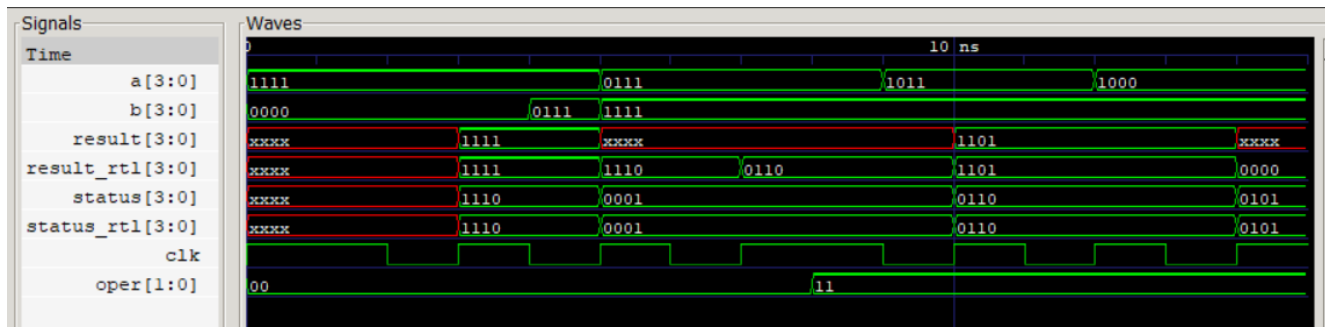 Signals Waves
Time 0 10 ns
a[3:0] 1111 0111 1011 1000
b[3:0] 0000 0111 1111
result[3:0] xxxx 1111 xxxx 1101 xxxx
result_rtl[3:0] xxxx 1111 1110 0110 1101 0000
status[3:0] xxxx 1110 0001 0110 0101
status_rtl[3:0] xxxx 1110 0001 0110 0101
clk
oper[1:0] 00 11